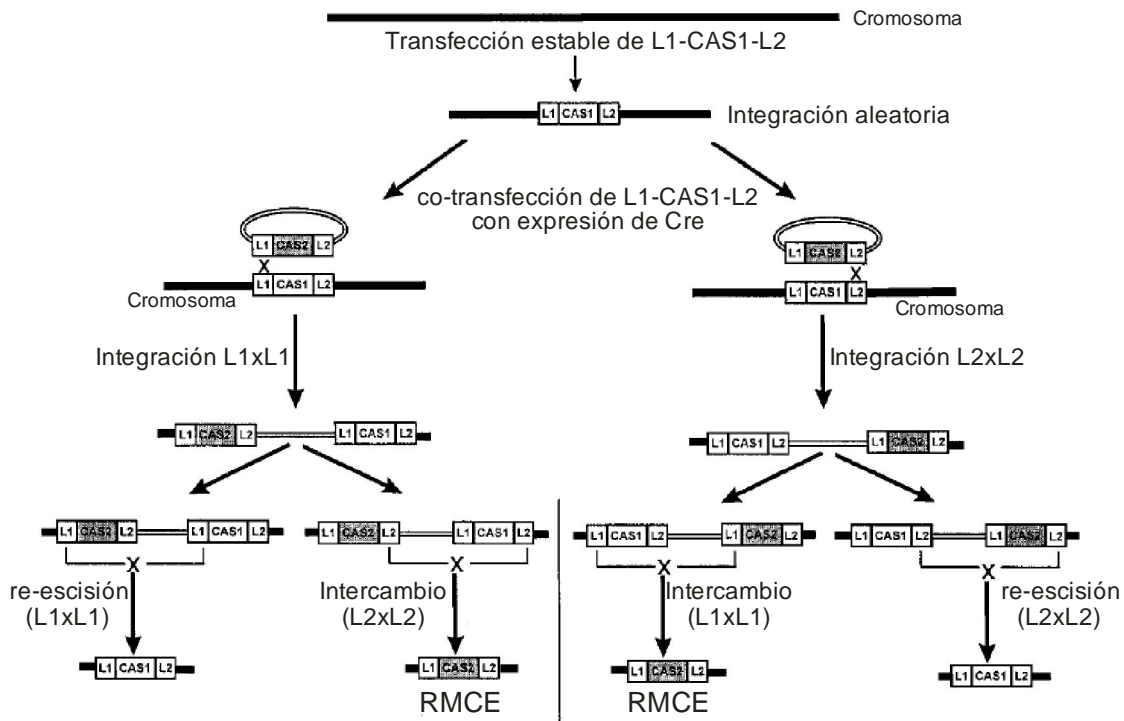 Cromosoma
Transfección estable de L1-CAS1-L2
L1 CAS1 L2
Integración aleatoria
co-transfección de L1-CAS1-L2
con expresión de Cre
L1 CAS2 L2
X
L1 CAS1 L2
Cromosoma
L1 CAS2 L2
X
L1 CAS1 L2
Cromosoma
Integración L1xL1
Integración L2xL2
L1 CAS2 L2 L1 CAS1 L2
L1 CAS1 L2 L1 CAS2 L2
L1 CAS2 L2 L1 CAS1 L2
L1 CAS2 L2 L1 CAS1 L2
L1 CAS1 L2 L1 CAS2 L2
L1 CAS1 L2 L1 CAS2 L2
X
X
X
X
re-escisión
(L1xL1)
Intercambio
(L2xL2)
Intercambio
(L1xL1)
re-escisión
(L2xL2)
L1 CAS1 L2
L1 CAS2 L2
L1 CAS2 L2
L1 CAS1 L2
RMCE
RMCE